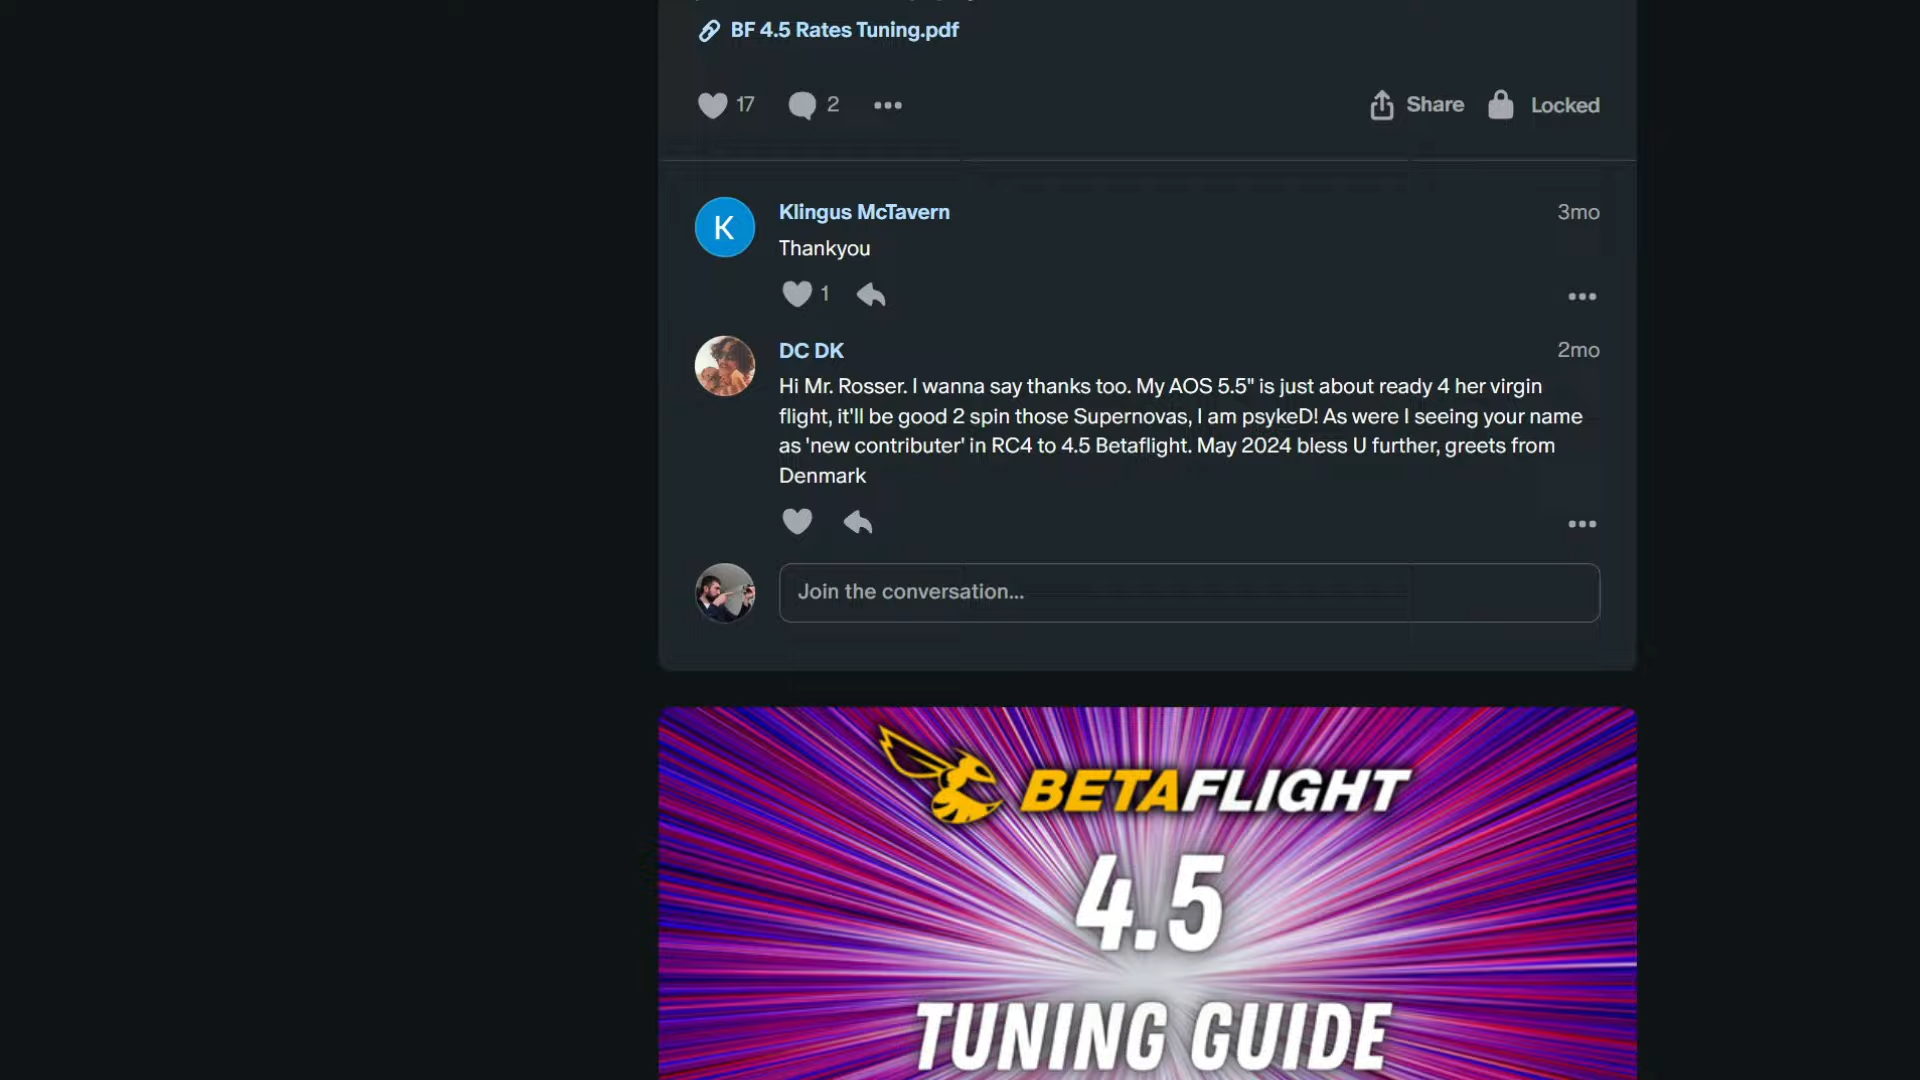 BF 4.5 Rates Tuning.pdf
17
2
Share
Locked
K
Klingus McTavern
3mo
Thankyou
1
DC DK
2mo
Hi Mr. Rosser. I wanna say thanks too. My AOS 5.5" is just about ready 4 her virgin
flight, it'll be good 2 spin those Supernovas, I am psykeD! As were I seeing your name
as 'new contributer' in RC4 to 4.5 Betaflight. May 2024 bless U further, greets from
Denmark
Join the conversation...
BETAFLIGHT
4.5
TUNING GUIDE